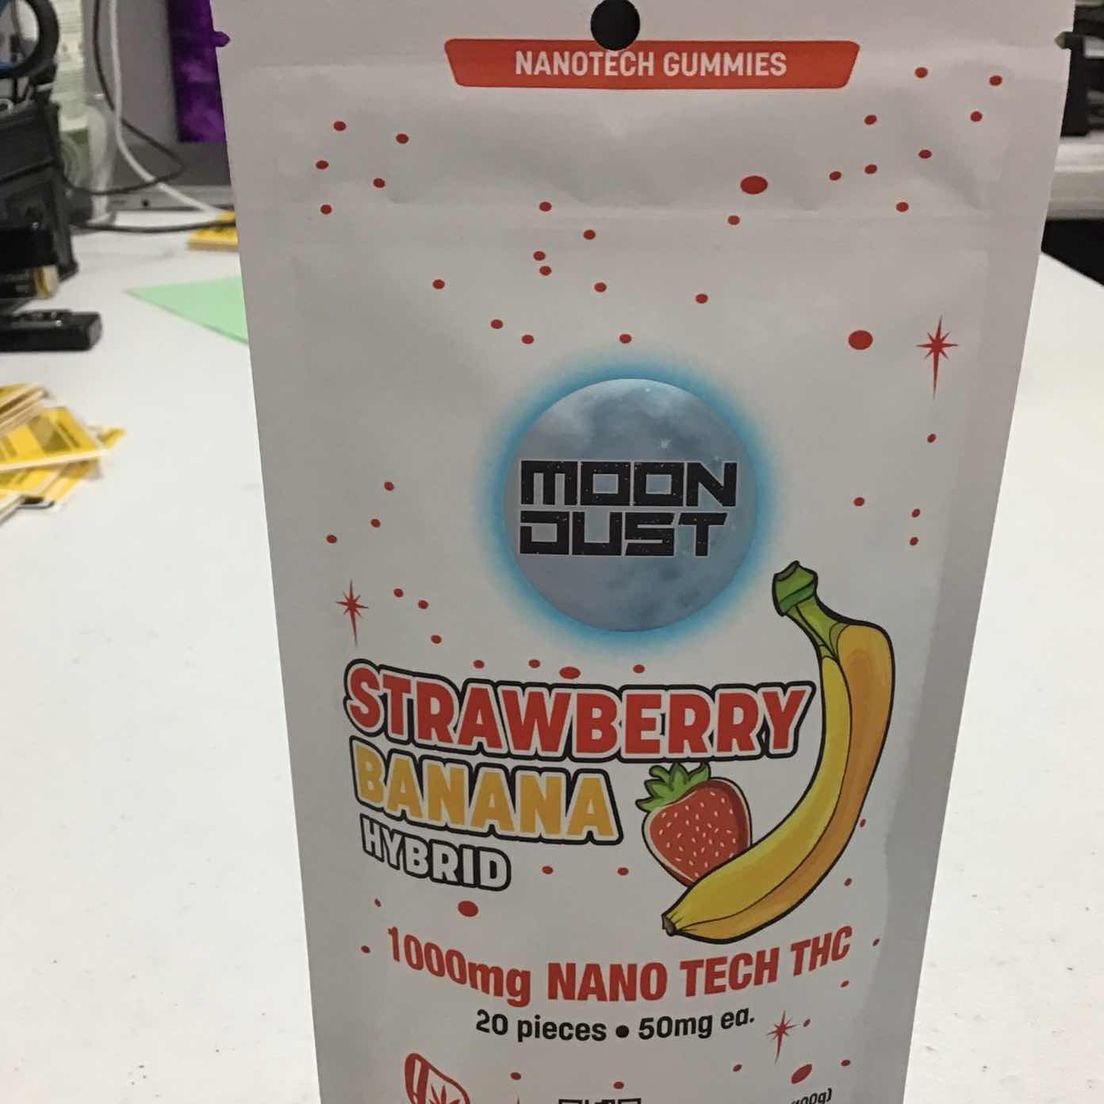 NANOTECH GUMMIES
MOON
DUST
STRAWBERRY
BANANA
HYBRID
1000mg NANO TECH THC
20 pieces • 50mg ea.